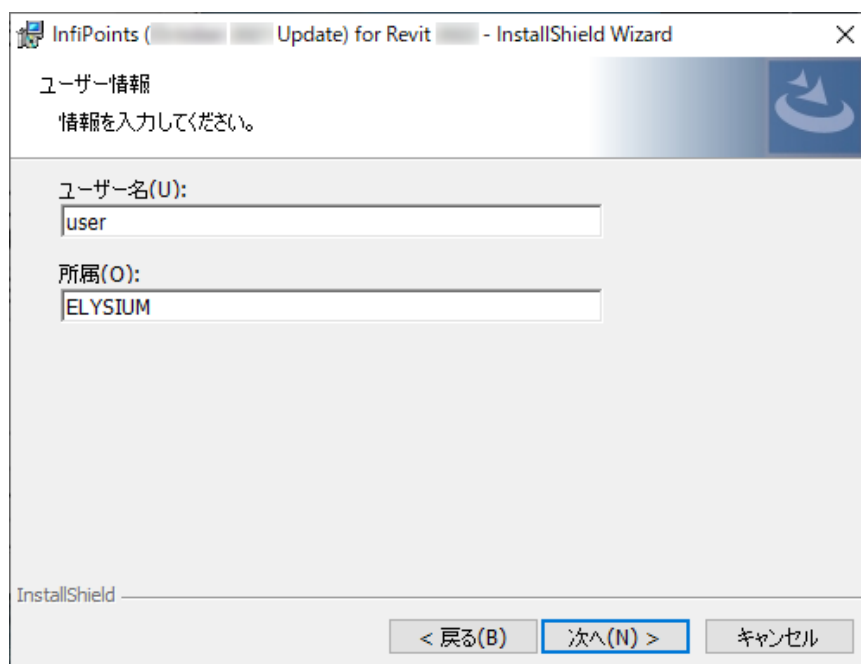 InfiPoints ( Update) for Revit - InstallShield Wizard
ユーザー情報
情報を入力してください。
ユーザー名(U):
user
所属(O):
ELYSIUM
InstallShield
< 戻る(B) 次へ(N) > キャンセル